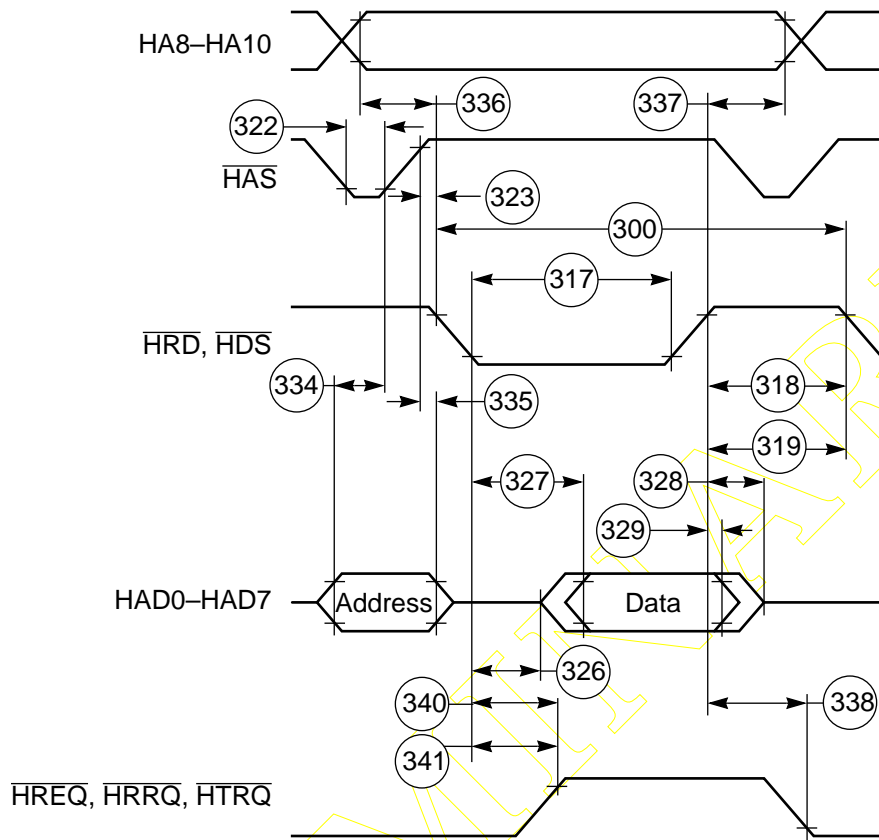 HA8–HA10
336
337
322
HAS
323
300
317
HRD, HDS
334
335
318
319
327
328
329
HAD0–HAD7
Address
Data
326
340
338
341
HREQ, HRRQ, HTRQ